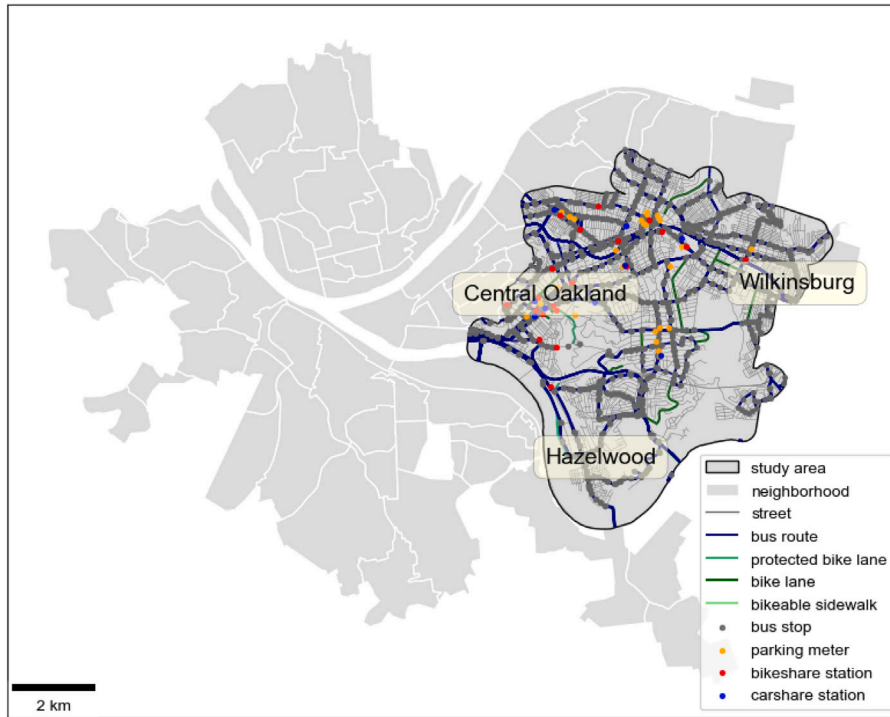 Central Oakland
Wilkinsburg
Hazelwood
study area
neighborhood
street
bus route
protected bike lane
bike lane
bikeable sidewalk
bus stop
parking meter
bikeshare station
carshare station
2 km